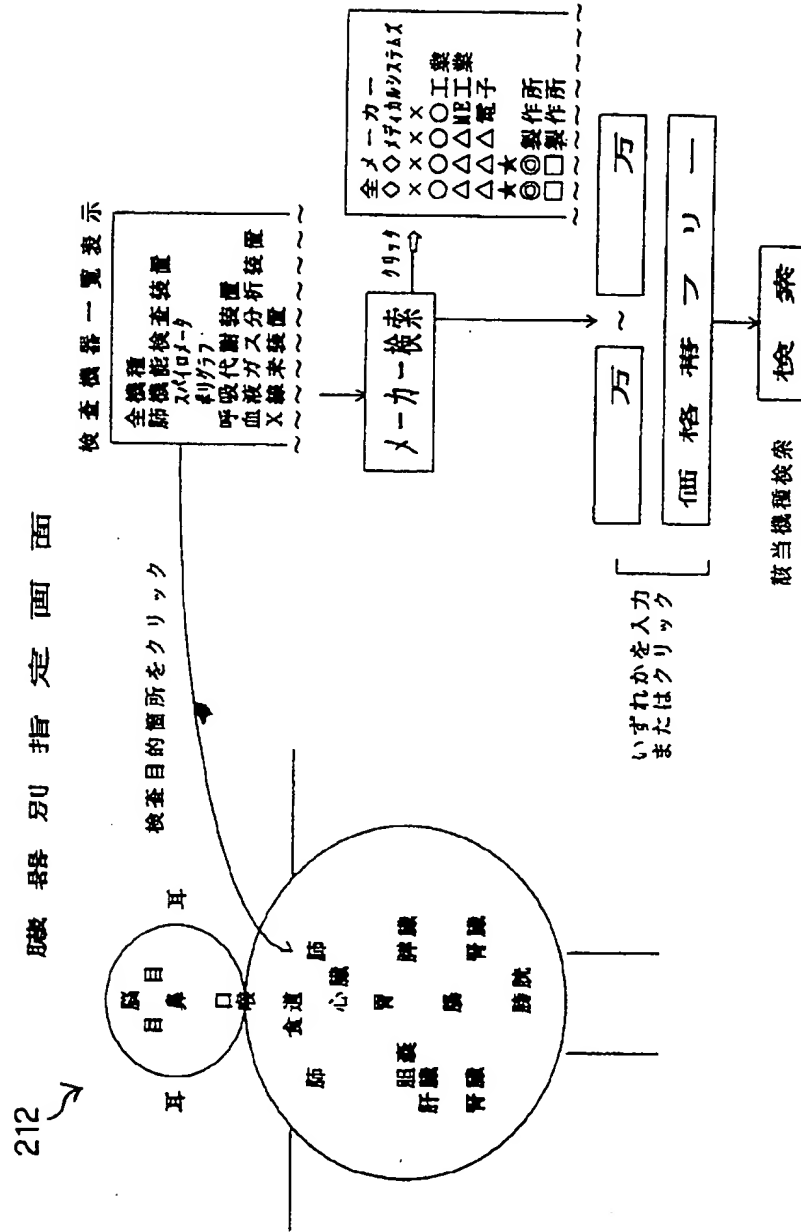 212
臓器別指定画面
脳
目 目
鼻
耳 耳
口
喉
食道
肺 肺
心臓
胃
胆嚢
肝臓
脾臓
腸
腎臓 腎臓
膀胱
検査目的箇所をクリック
検査機器一覧表示
全機種
肺機能検査装置
スパイロメータ
ポリグラフ
呼吸代謝装置
血液ガス分析装置
X線来装置
~~~~~~~~~
メーカー検索
クリック
全メーカー
◇◇メディカルシステムズ
××××
○○○○工業
△△ME工業
△△△電子
★★
◎◎製作所
□□製作所
~~~~~~~~~
万 ~ 万
価格帯フリー
いずれかを入力
またはクリック
検索
該当機種検索